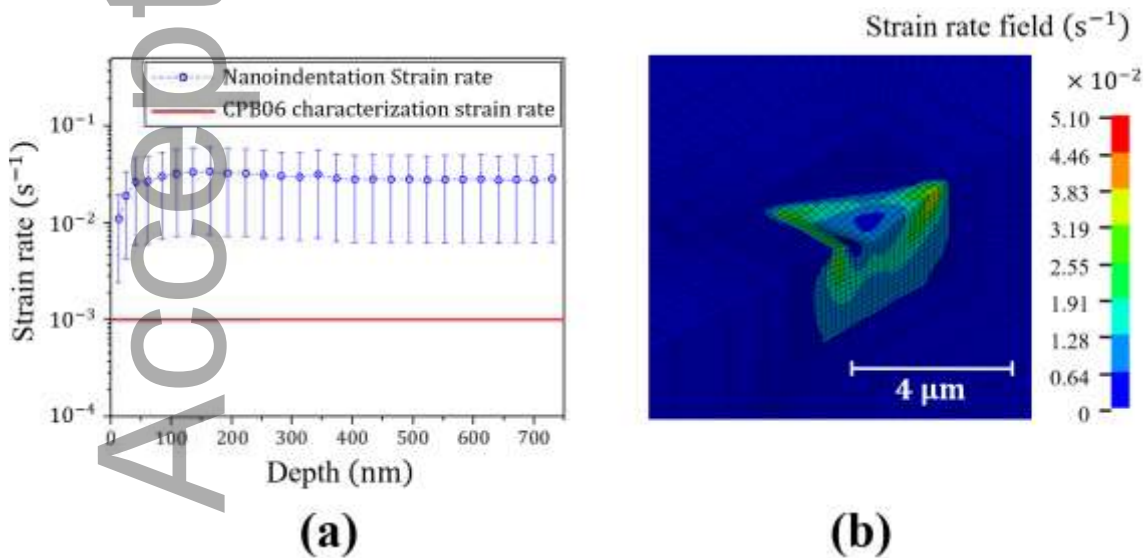 Accept
Nanoindentation Strain rate
CPB06 characterization strain rate
Strain rate (s⁻¹)
10⁻¹
10⁻²
10⁻³
10⁻⁴
0 100 200 300 400 500 600 700
Depth (nm)
(a)
Strain rate field (s⁻¹)
× 10⁻²
5.10
4.46
3.83
3.19
2.55
1.91
1.28
0.64
0
4 μm
(b)